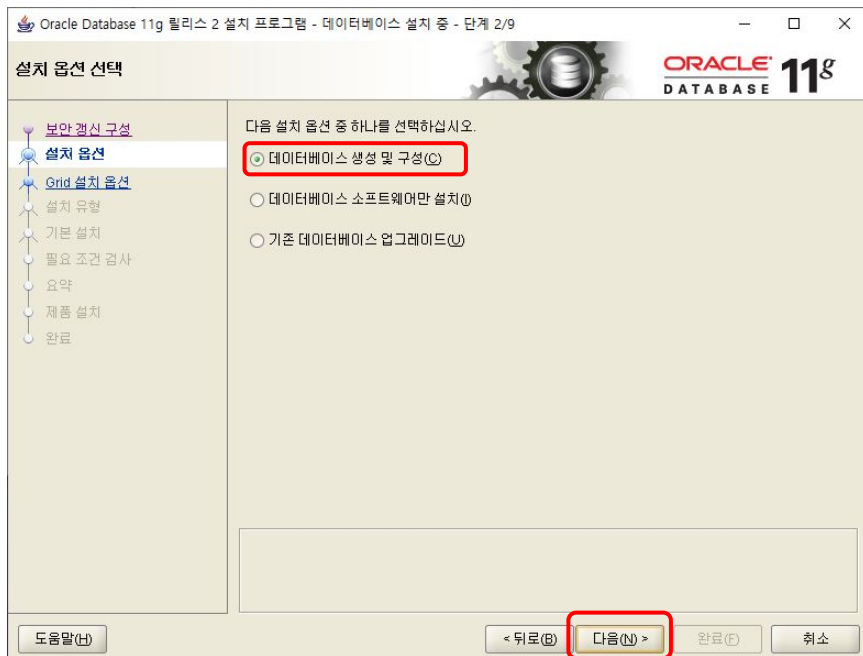 Oracle Database 11g 릴리스 2 설치 프로그램 - 데이터베이스 설치 중 - 단계 2/9
설치 옵션 선택
ORACLE
DATABASE
11g
보안 갱신 구성
설치 옵션
Grid 설치 옵션
설치 유형
기본 설치
필요 조건 검사
요약
제품 설치
완료
다음 설치 옵션 중 하나를 선택하십시오.
데이터베이스 생성 및 구성(C)
데이터베이스 소프트웨어만 설치(I)
기존 데이터베이스 업그레이드(U)
도움말(H)
< 뒤로(B)
다음(N) >
완료(F)
취소